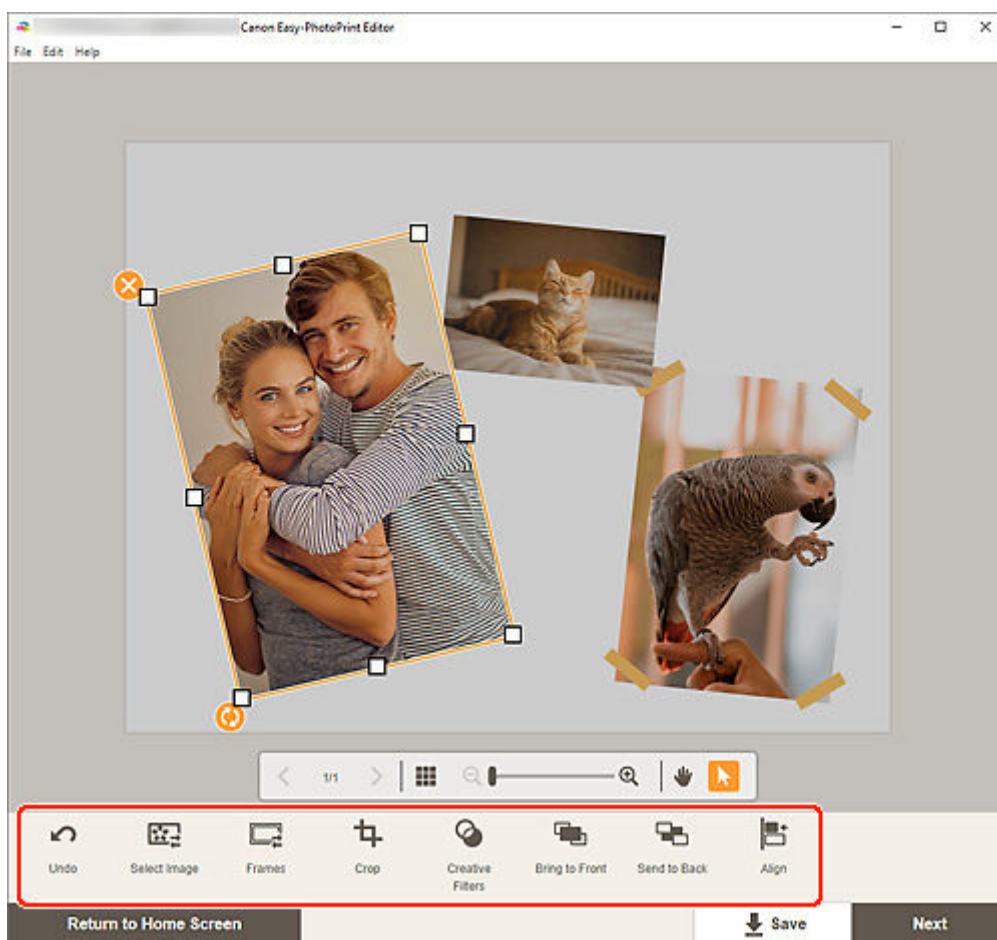 Canon Easy-PhotoPrint Editor
File Edit Help
1/1
Undo Select Image Frames Crop Creative Filters Bring to Front Send to Back Align
Return to Home Screen Save Next